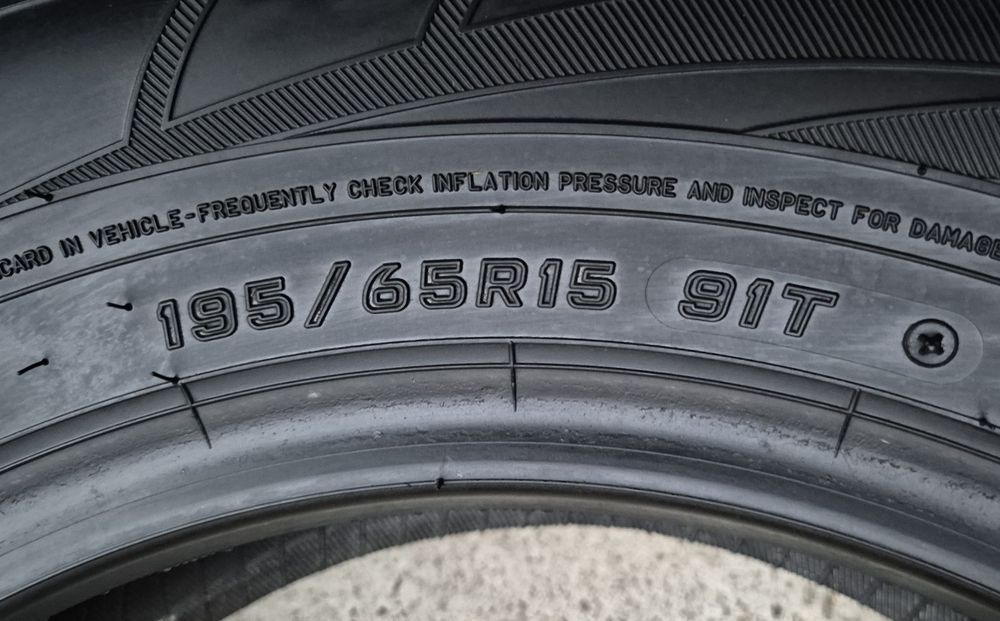 CARD IN VEHICLE-FREQUENTLY CHECK INFLATION PRESSURE AND INSPECT FOR DAMAGE
195/65R15 91T